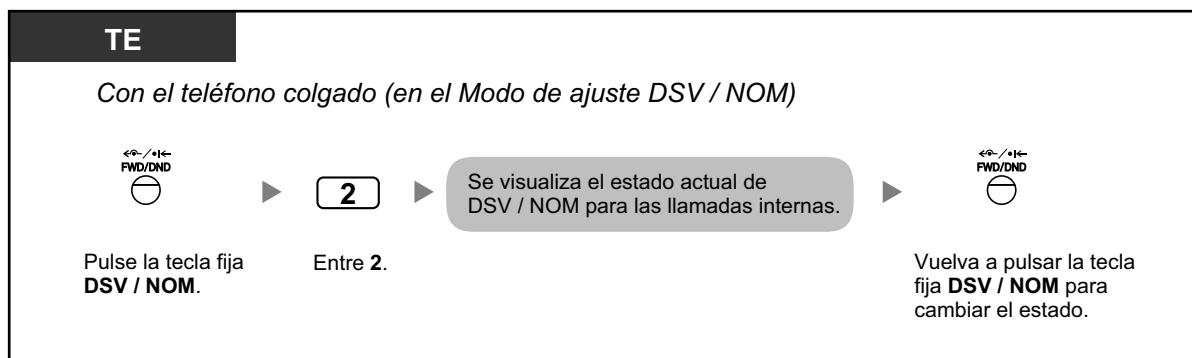 TE
Con el teléfono colgado (en el Modo de ajuste DSV / NOM)
FWD/DND
2
Se visualiza el estado actual de
DSV / NOM para las llamadas internas.
FWD/DND
Pulse la tecla fija
DSV / NOM.
Entre 2.
Vuelva a pulsar la tecla
fija DSV / NOM para
cambiar el estado.